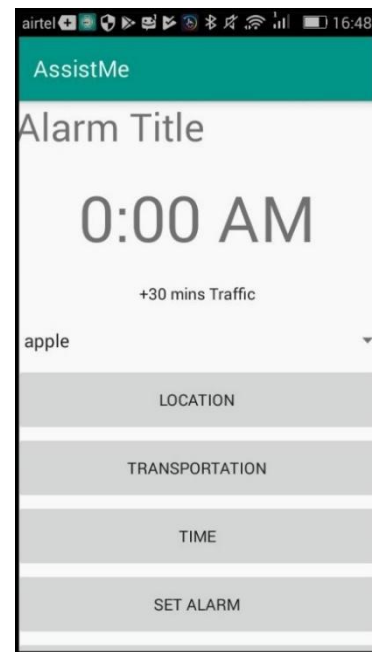 airtel 16:48
AssistMe
Alarm Title
0:00 AM
+30 mins Traffic
apple
LOCATION
TRANSPORTATION
TIME
SET ALARM